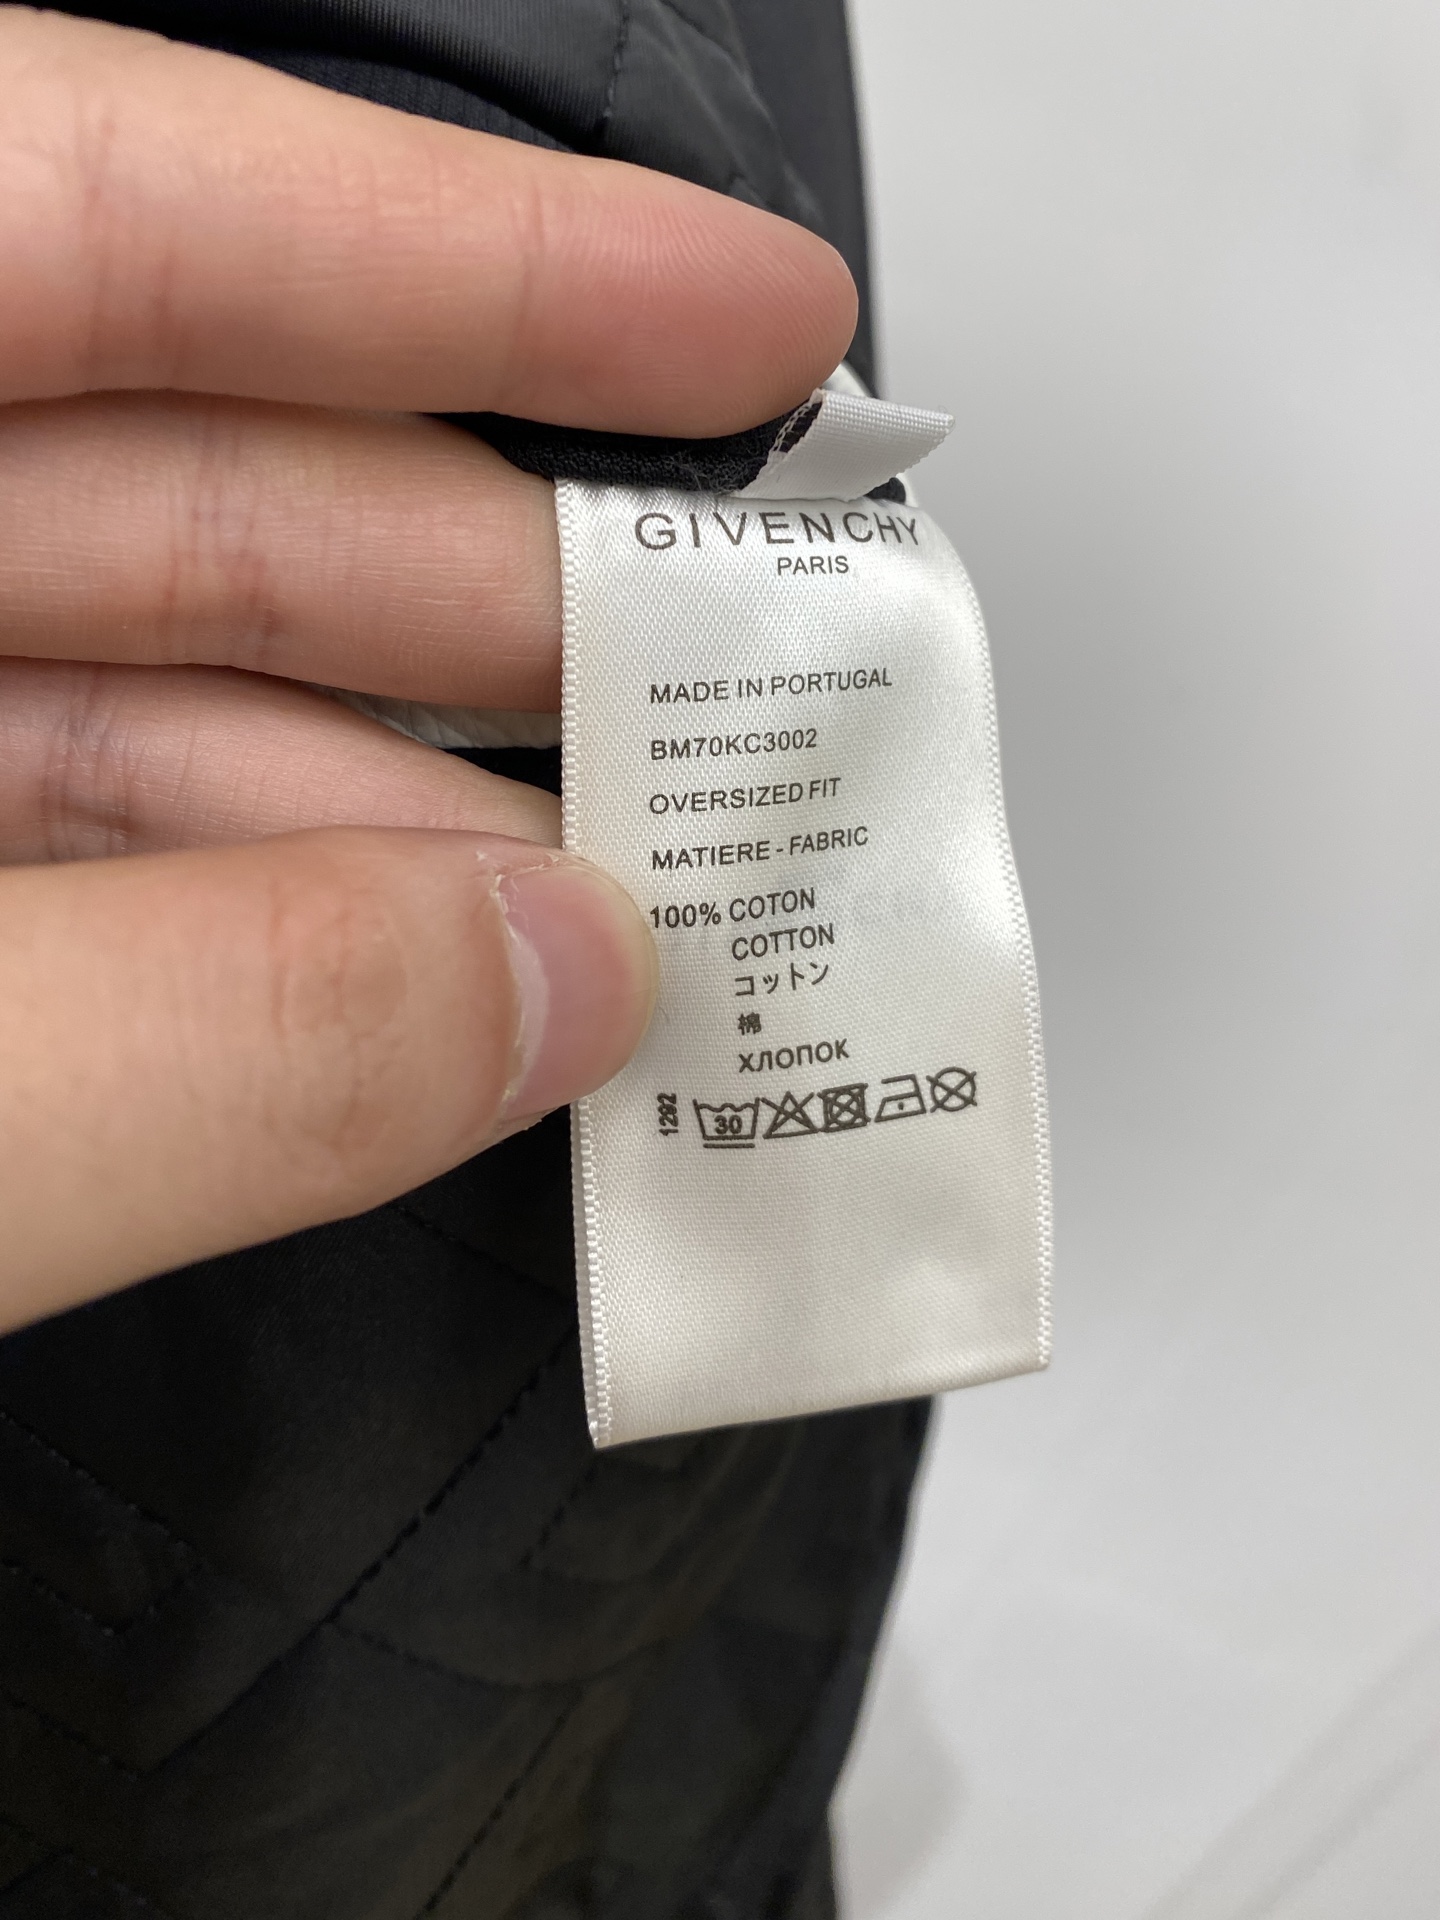 GIVENCHY
PARIS
MADE IN PORTUGAL
BM70KC3002
OVERSIZED FIT
MATIERE - FABRIC
100% COTON
COTTON
コットン
棉
ХЛОПОК
1292
30